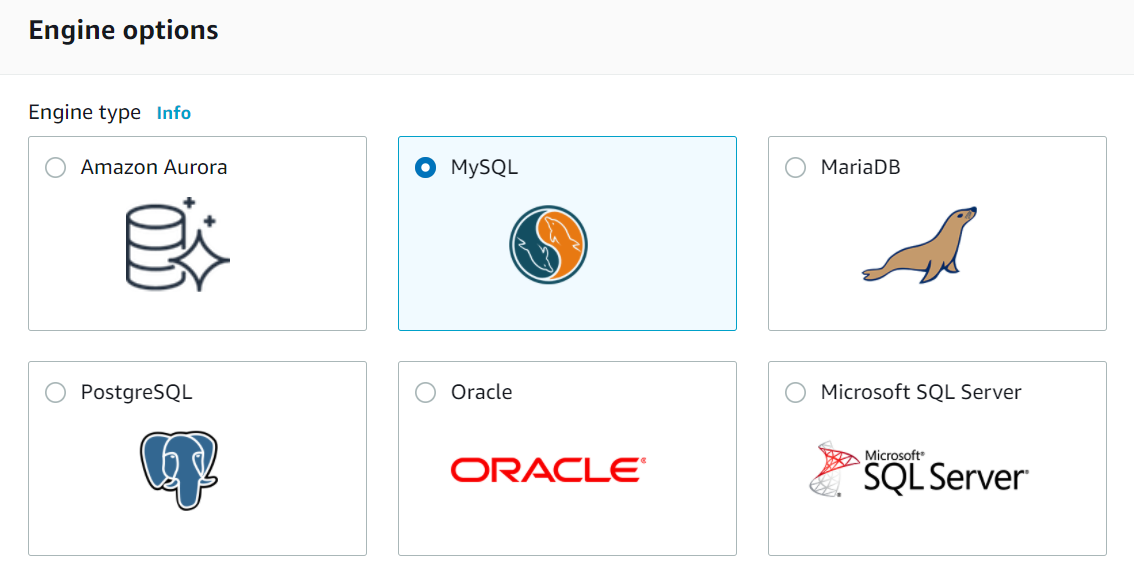 Engine options
Engine type Info
Amazon Aurora
MySQL
MariaDB
PostgreSQL
Oracle
Microsoft SQL Server
ORACLE®
Microsoft®
SQL Server®